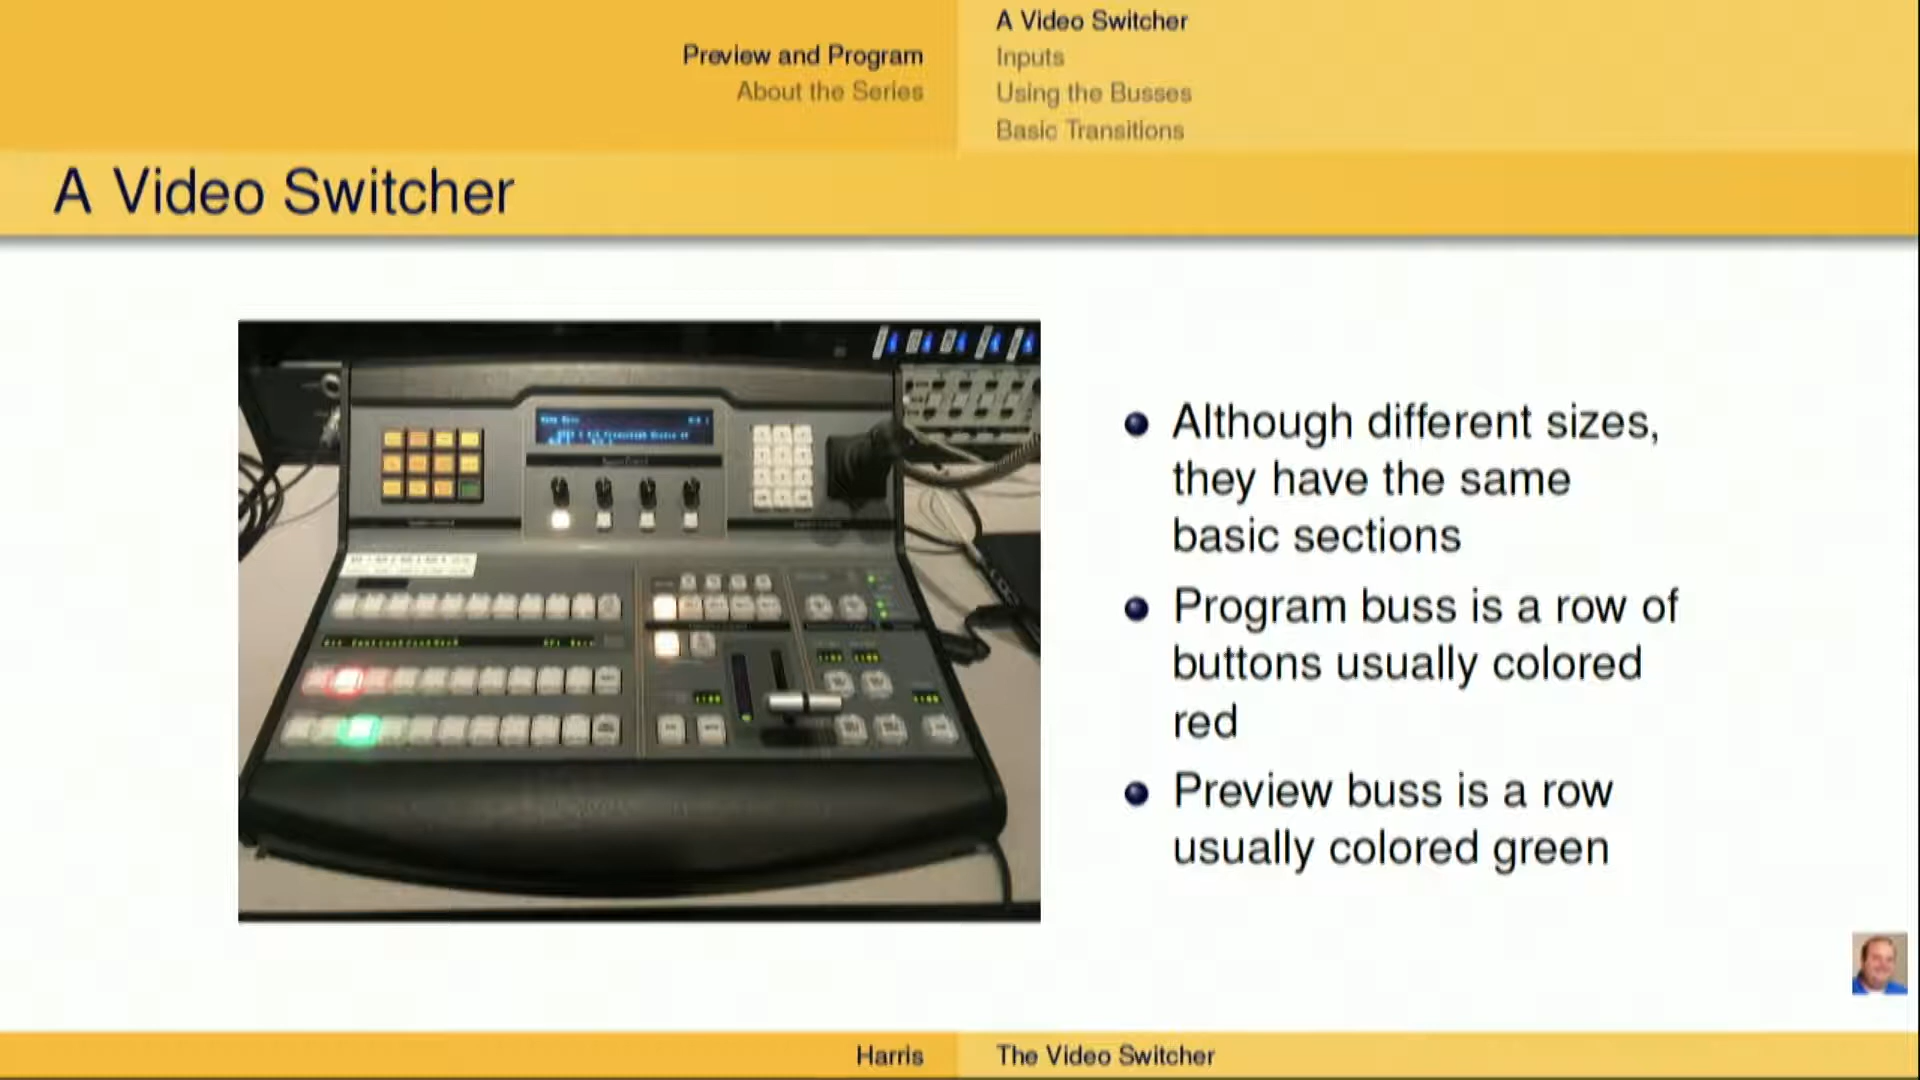 Preview and Program
About the Series
A Video Switcher
Inputs
Using the Busses
Basic Transitions
A Video Switcher
Although different sizes,
they have the same
basic sections
Program buss is a row of
buttons usually colored
red
Preview buss is a row
usually colored green
Harris
The Video Switcher